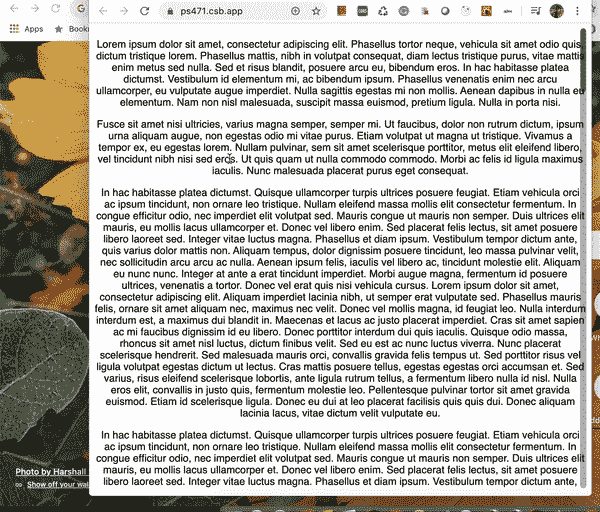 ps471.csb.app
Apps
Lorem ipsum dolor sit amet, consectetur adipiscing elit. Phasellus tortor neque, vehicula sit amet odio quis,
dictum tristique lorem. Phasellus mattis, nibh in volutpat consequat, diam lectus tristique purus, vitae mattis
enim metus sed nulla. Sed et risus blandit, posuere arcu eu, bibendum eros. In hac habitasse platea
dictumst. Vestibulum id elementum mi, ac bibendum ipsum. Phasellus venenatis enim nec arcu
ullamcorper, eu vulputate augue imperdiet. Nulla sagittis egestas mi non mollis. Aenean dapibus in nulla eu
elementum. Nam non nisl malesuada, suscipit massa euismod, pretium ligula. Nulla in porta nisi.
Fusce sit amet nisi ultricies, varius magna semper, semper mi. Ut faucibus, dolor non rutrum dictum, ipsum
urna aliquam augue, non egestas odio mi vitae purus. Etiam volutpat ut magna ut tristique. Vivamus a
tempor ex, eu egestas lorem. Nullam pulvinar, sem sit amet scelerisque porttitor, metus elit eleifend libero,
vel tincidunt nibh nisi sed eros. Ut quis quam ut nulla commodo commodo. Morbi ac felis id ligula maximus
iaculis. Nunc malesuada placerat purus eget consequat.
In hac habitasse platea dictumst. Quisque ullamcorper turpis ultrices posuere feugiat. Etiam vehicula orci
ac ipsum tincidunt, non ornare leo tristique. Nullam eleifend ac libero consectetur fermentum. In
congue efficitur odio, nec imperdiet elit volutpat sed. Mauris congue ut mauris non semper. Duis ultrices elit
mauris, eu mollis lacus ullamcorper et. Donec vel libero enim. Sed placerat felis lectus, sit amet posuere
libero laoreet sed. Integer vitae luctus magna. Phasellus et diam ipsum. Vestibulum tempor dictum ante,
quis varius dolor mattis non. Aliquam tempus, dolor dignissim posuere tincidunt, leo massa pulvinar velit,
nec sollicitudin arcu arcu ac nulla. Aenean ipsum felis, iaculis vel libero ac, tincidunt molestie elit. Aliquam
eu nunc nunc. Integer at ante a erat tincidunt imperdiet. Morbi augue magna, fermentum id posuere
ultrices, venenatis a tortor. Donec vel erat quis nisi vehicula cursus. Lorem ipsum dolor sit amet,
consectetur adipiscing elit. Aliquam imperdiet lacinia nibh, ut semper erat vulputate sed. Phasellus mauris
felis, ornare sit amet aliquam nec, maximus nec velit. Donec vel mollis magna, id feugiat leo. Nulla in
interdum est, a maximus dui blandit in. Maecenas et lacus ac justo placerat imperdiet. Cras sit amet sapien
ac mi faucibus dignissim id eu libero. Donec porttitor interdum dui quis iaculis. Quisque odio massa,
rhoncus sit amet nisl luctus, dictum finibus velit. Sed eu est ac nunc luctus viverra. Nunc placerat
scelerisque hendrerit. Sed malesuada mauris orci, convallis gravida felis tempus ut. Sed porttitor risus vel
ligula volutpat egestas dictum ut lectus. Cras mattis posuere tellus, egestas egestas orci accumsan et. Sed
varius, risus eleifend scelerisque lobortis, ante ligula rutrum tellus, a fermentum libero nulla id nisl. Nulla
eros elit, convallis in justo quis, fermentum molestie leo. Pellentesque pulvinar tortor sit amet gravida
euismod. Etiam id scelerisque ligula. Donec eu dui at leo placerat facilisis quis quis dui. Donec aliquam
lacinia lacus, vitae dictum velit vulputate eu.
In hac habitasse platea dictumst. Quisque ullamcorper turpis ultrices posuere feugiat. Etiam vehicula orci
ac ipsum tincidunt, non ornare leo tristique. Nullam eleifend ac libero consectetur fermentum. In
congue efficitur odio, nec imperdiet elit volutpat sed. Mauris congue ut mauris non semper. Duis ultrices elit
mauris, eu mollis lacus ullamcorper et. Donec vel libero enim. Sed placerat felis lectus, sit amet posuere
libero laoreet sed. Integer vitae luctus magna. Phasellus et diam ipsum. Vestibulum tempor dictum ante,
Photo by Harshall
Show off your wal